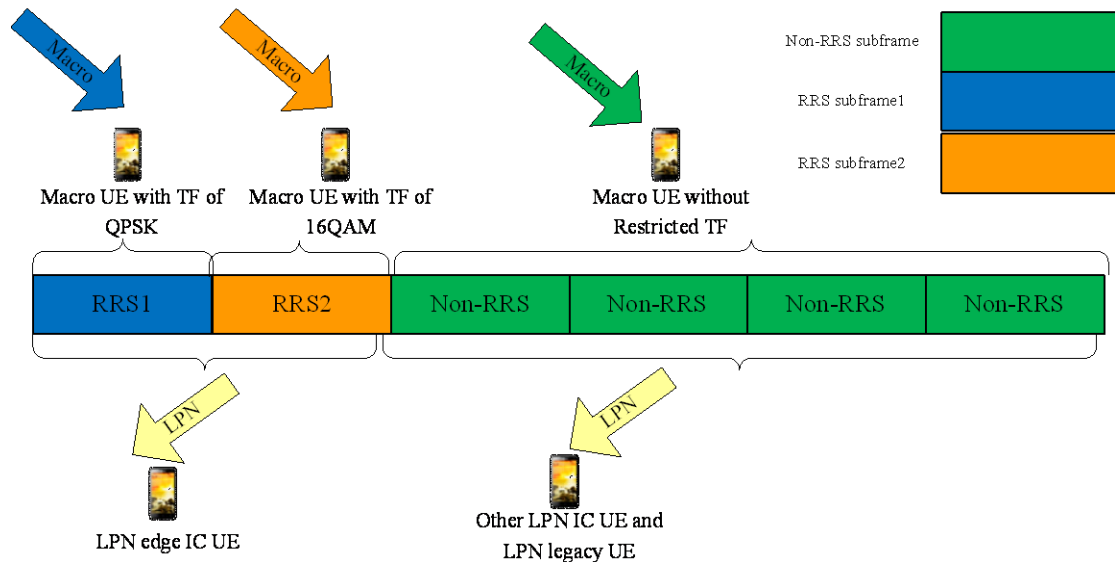 Macro
Macro
Macro
Non-RRS subframe
RRS subframe1
RRS subframe2
Macro UE with TF of
QPSK
Macro UE with TF of
16QAM
Macro UE without
Restricted TF
RRS1
RRS2
Non-RRS
Non-RRS
Non-RRS
Non-RRS
LPN
LPN
LPN edge IC UE
Other LPN IC UE and
LPN legacy UE